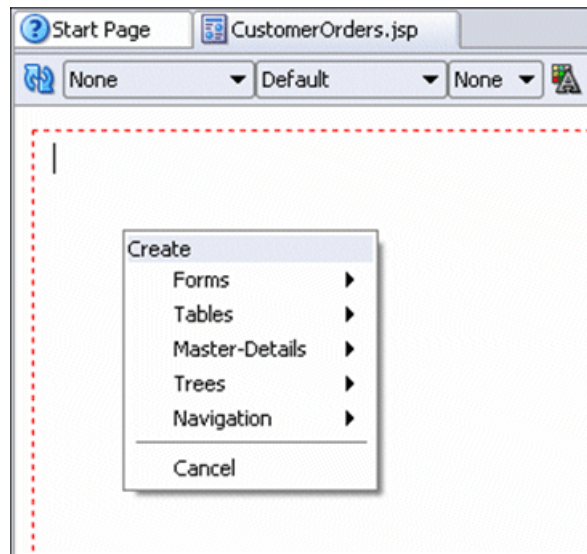 Start Page CustomerOrders.jsp
None Default None
Create
Forms
Tables
Master-Details
Trees
Navigation
Cancel